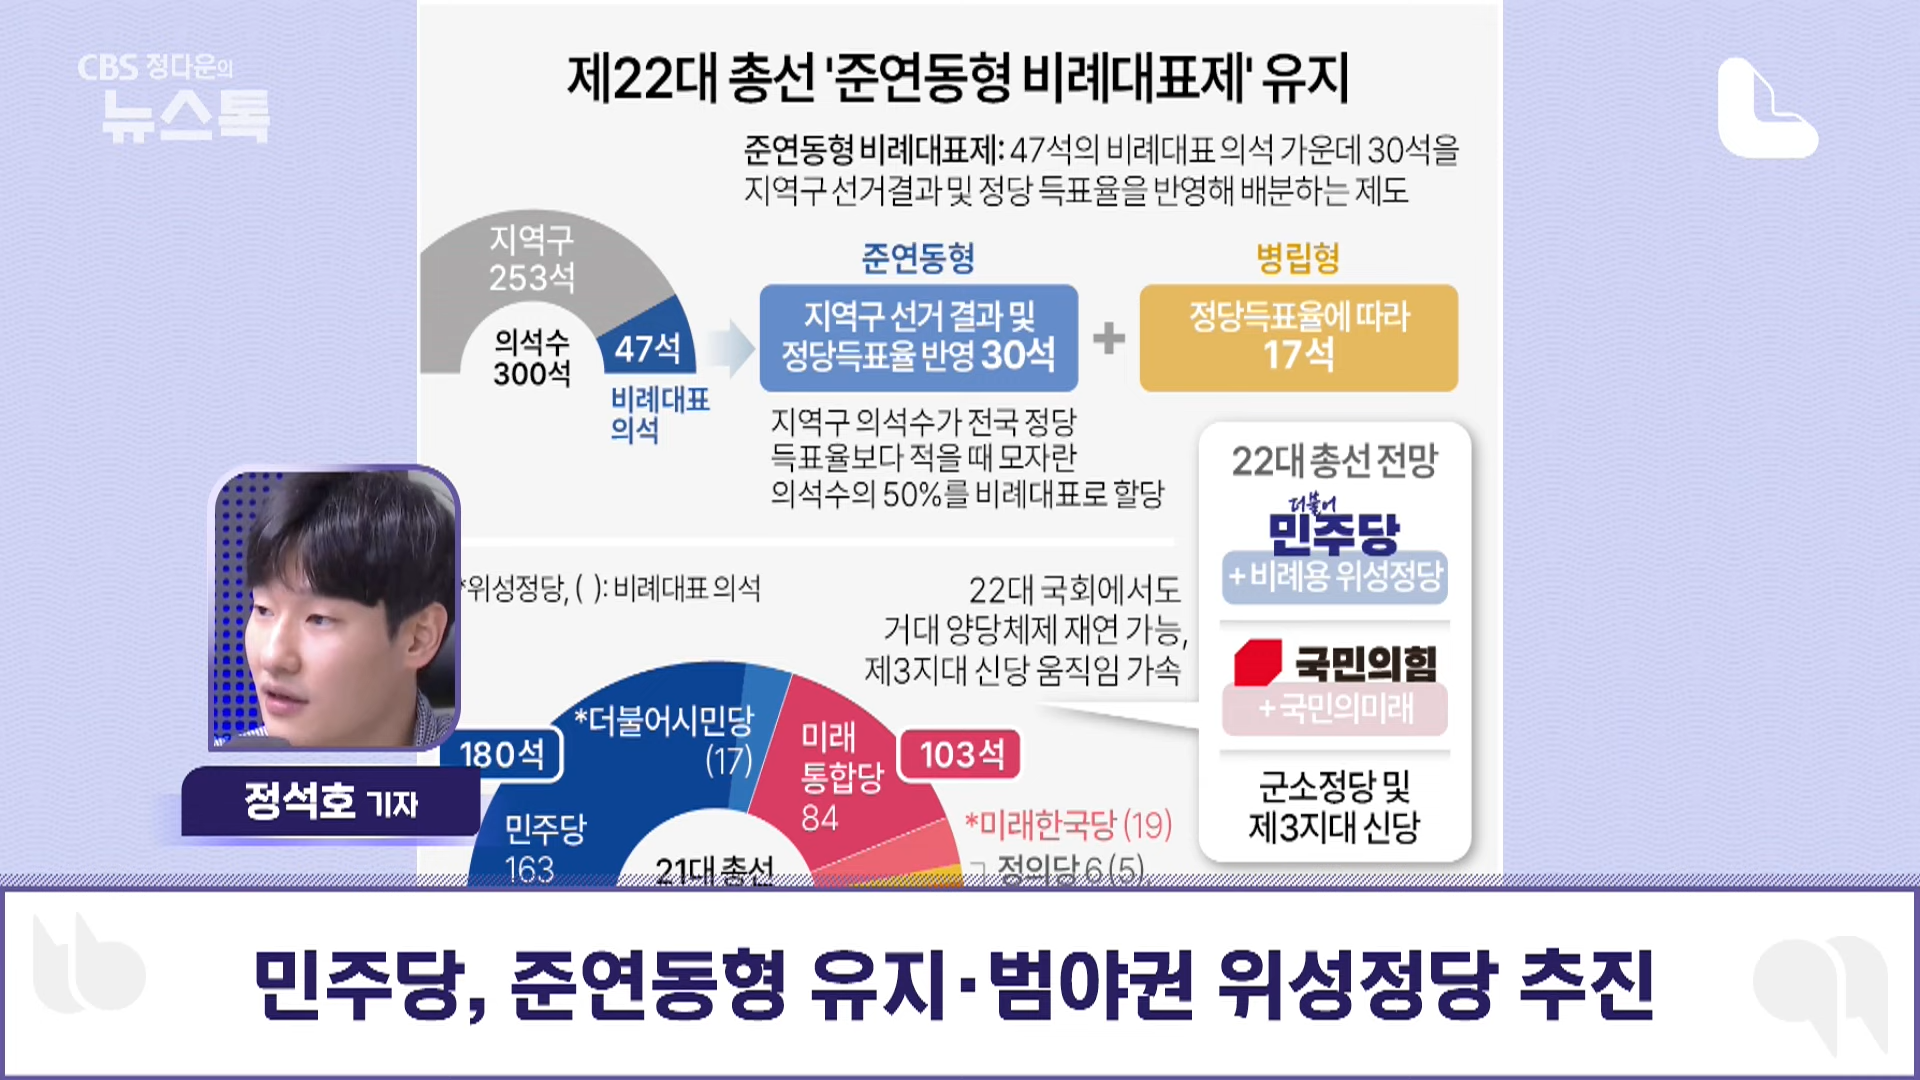 CBS 정다운의
뉴스톡
제22대 총선 '준연동형 비례대표제' 유지
준연동형 비례대표제: 47석의 비례대표 의석 가운데 30석을
지역구 선거결과 및 정당 득표율을 반영해 배분하는 제도
지역구
253석
의석수
300석
47석
비례대표
의석
준연동형
지역구 선거 결과 및
정당득표율 반영 30석
+
병립형
정당득표율에 따라
17석
지역구 의석수가 전국 정당
득표율보다 적을 때 모자란
의석수의 50%를 비례대표로 할당
22대 총선 전망
더불어
민주당
+비례용 위성정당
국민의힘
+국민의미래
군소정당 및
제3지대 신당
*위성정당, ( ): 비례대표 의석
22대 국회에서도
거대 양당체제 재연 가능,
제3지대 신당 움직임 가속
180석
*더불어시민당
(17)
미래
통합당
84
103석
민주당
163
21대 총선
*미래한국당 (19)
정의당 6 (5),
정석호 기자
민주당, 준연동형 유지·범야권 위성정당 추진